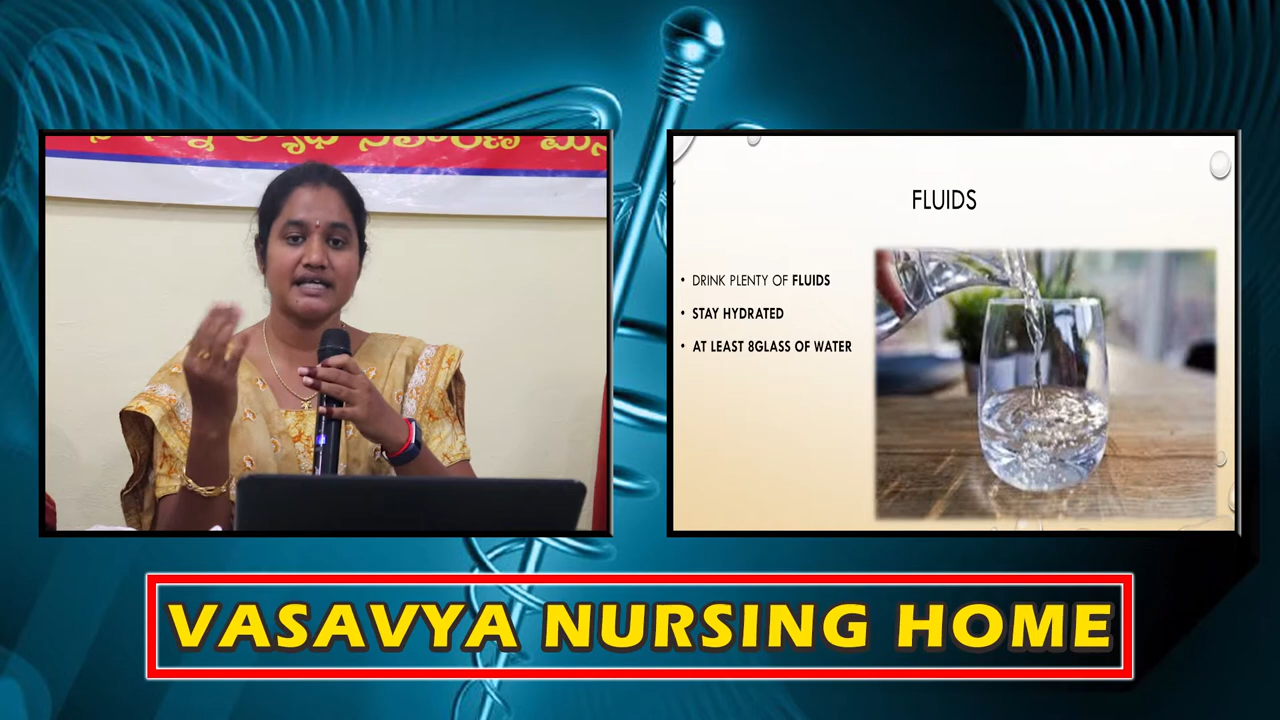 FLUIDS
• DRINK PLENTY OF FLUIDS
• STAY HYDRATED
• AT LEAST 8GLASS OF WATER
VASAVYA NURSING HOME